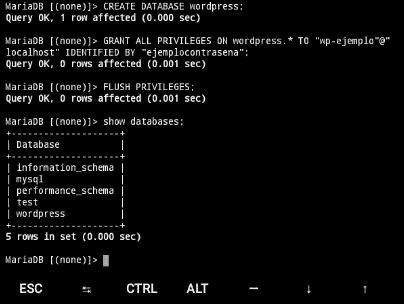 MariaDB [(none)]> CREATE DATABASE wordpress;
Query OK, 1 row affected (0.000 sec)
MariaDB [(none)]> GRANT ALL PRIVILEGES ON wordpress.* TO "wp-ejemplo"@"
localhost" IDENTIFIED BY "ejemplocontrasena";
Query OK, 0 rows affected (0.001 sec)
MariaDB [(none)]> FLUSH PRIVILEGES;
Query OK, 0 rows affected (0.001 sec)
MariaDB [(none)]> show databases;
+--------------------+
| Database           |
+--------------------+
| information_schema |
| mysql              |
| performance_schema |
| test               |
| wordpress          |
+--------------------+
5 rows in set (0.000 sec)
MariaDB [(none)]>
ESC ↹ CTRL ALT — ↓ ↑